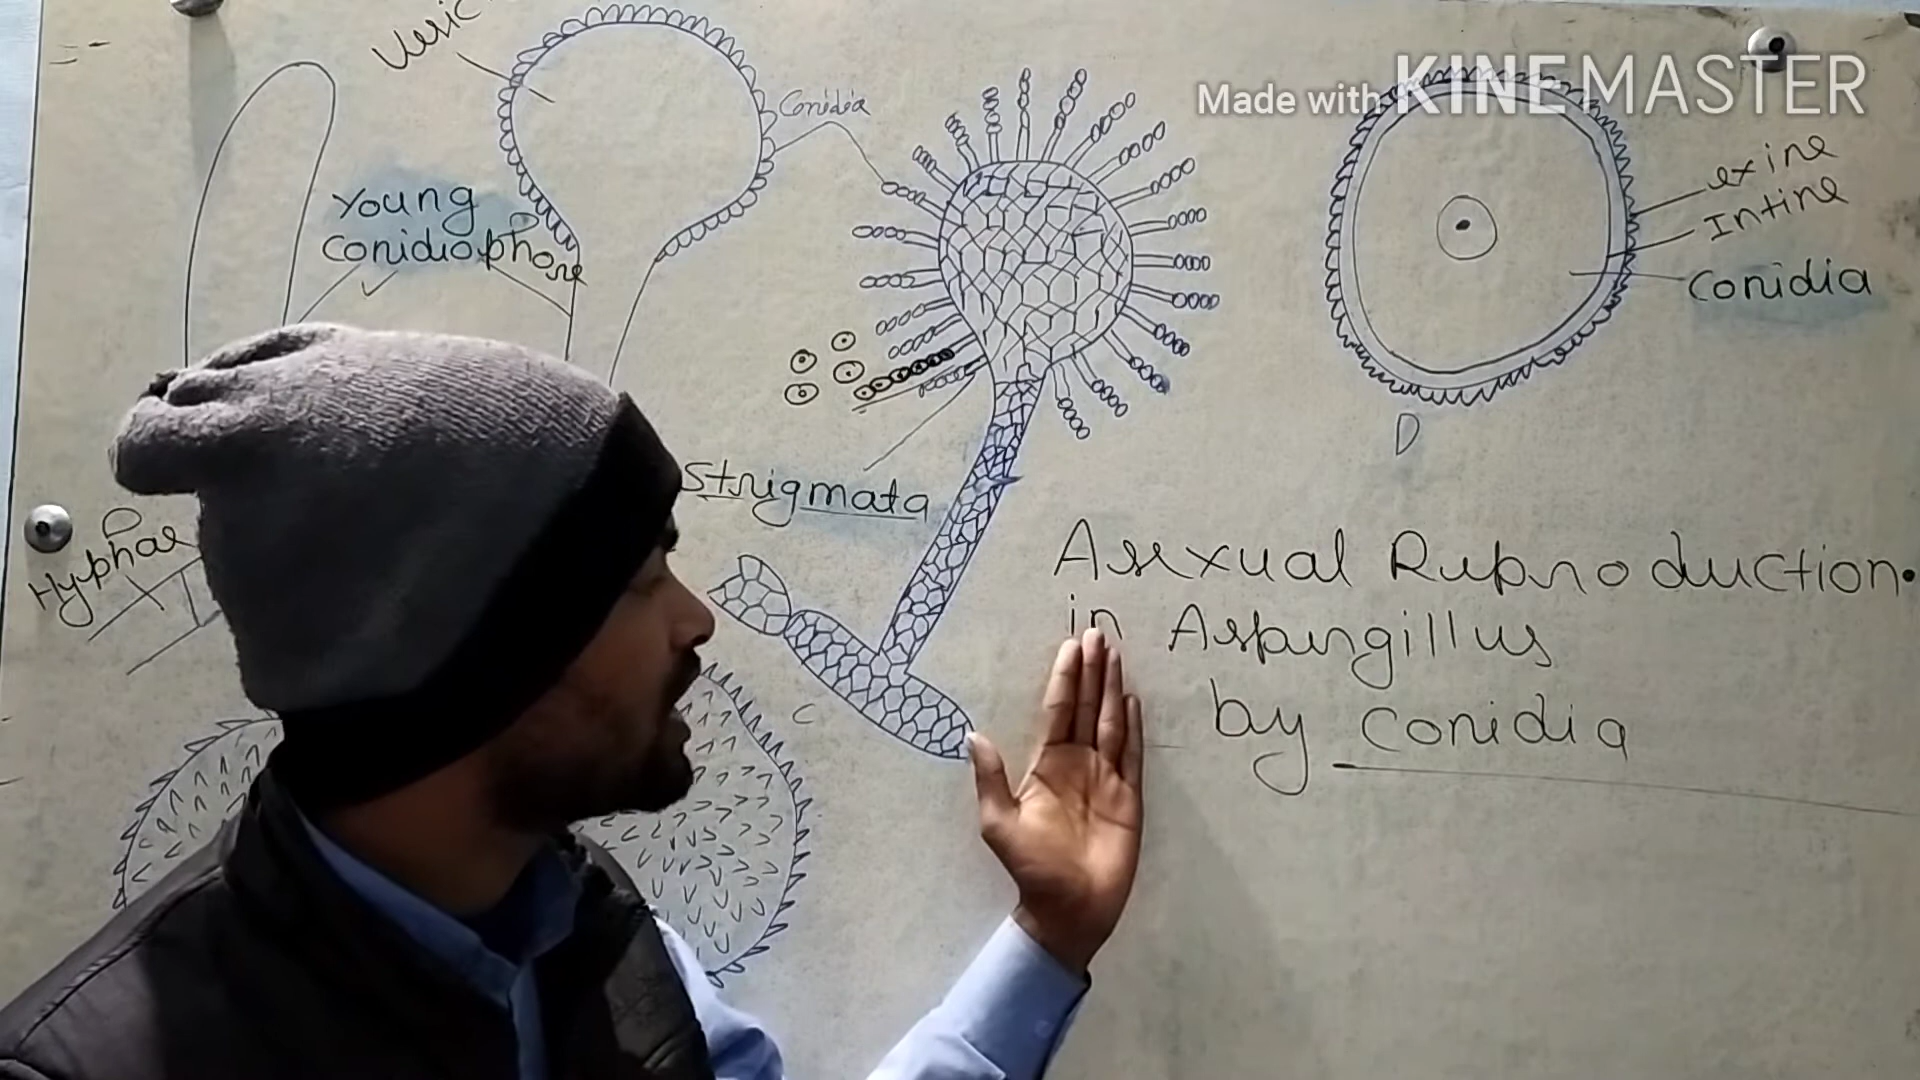 Conidia
Made with KINEMASTER
Young
Conidiophore
exine
Intine
Conidia
D
Strigmata
Hyphae
C
Asexual Reproduction.
in Aspergillus
by Conidia